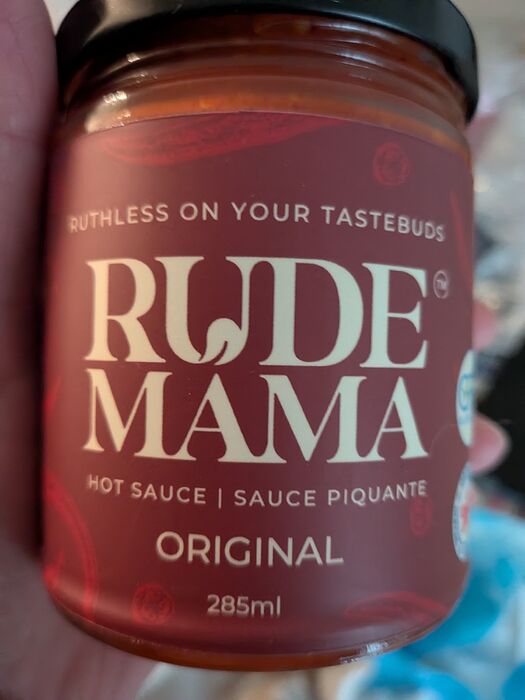 RUTHLESS ON YOUR TASTEBUDS
RUDE™
MAMA
HOT SAUCE | SAUCE PIQUANTE
ORIGINAL
285ml